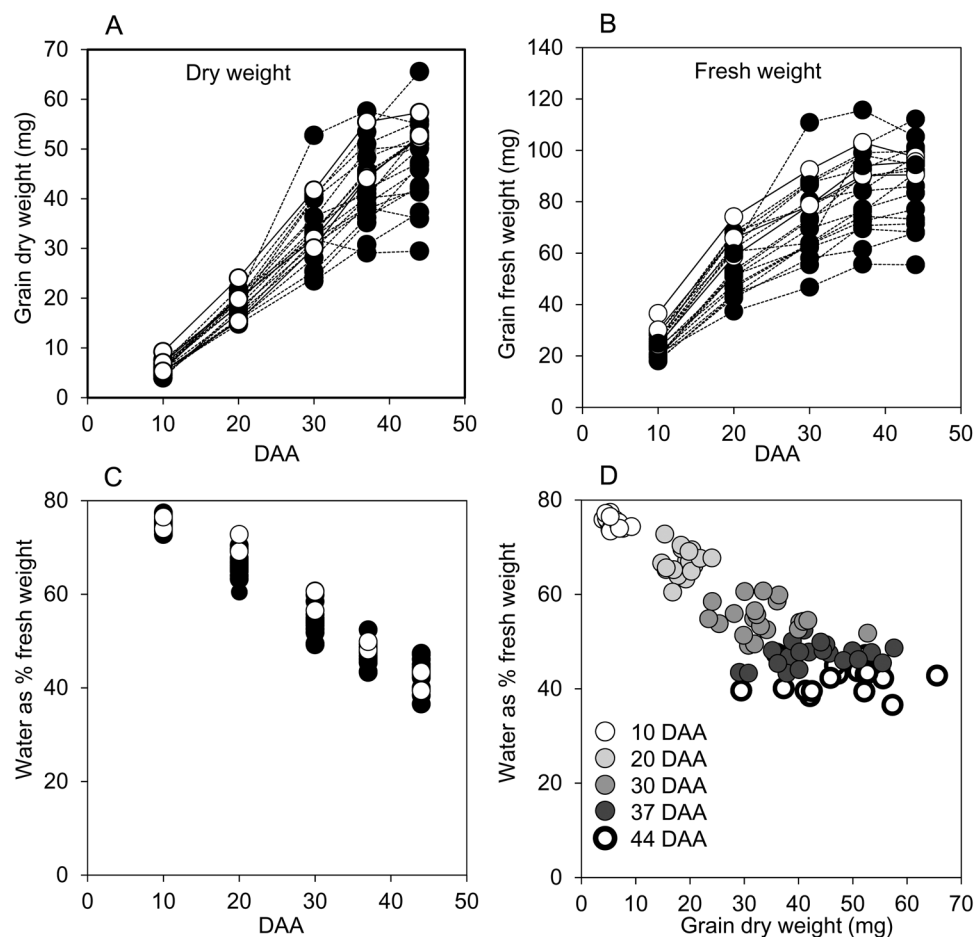 A
Dry weight
Grain dry weight (mg)
70
60
50
40
30
20
10
0
0 10 20 30 40 50
DAA
B
Fresh weight
Grain fresh weight (mg)
140
120
100
80
60
40
20
0
0 10 20 30 40 50
DAA
C
Water as % fresh weight
80
60
40
20
0
0 10 20 30 40 50
DAA
D
Water as % fresh weight
80
60
40
20
0
10 DAA
20 DAA
30 DAA
37 DAA
44 DAA
0 10 20 30 40 50 60 70
Grain dry weight (mg)